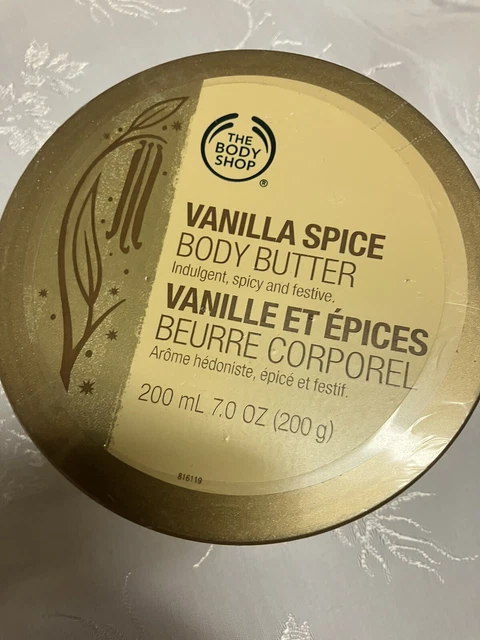 THE
BODY
SHOP
®
VANILLA SPICE
BODY BUTTER
Indulgent, spicy and festive.
VANILLE ET ÉPICES
BEURRE CORPOREL
Arôme hédoniste, épicé et festif.
200 mL 7.0 OZ (200 g)
816119